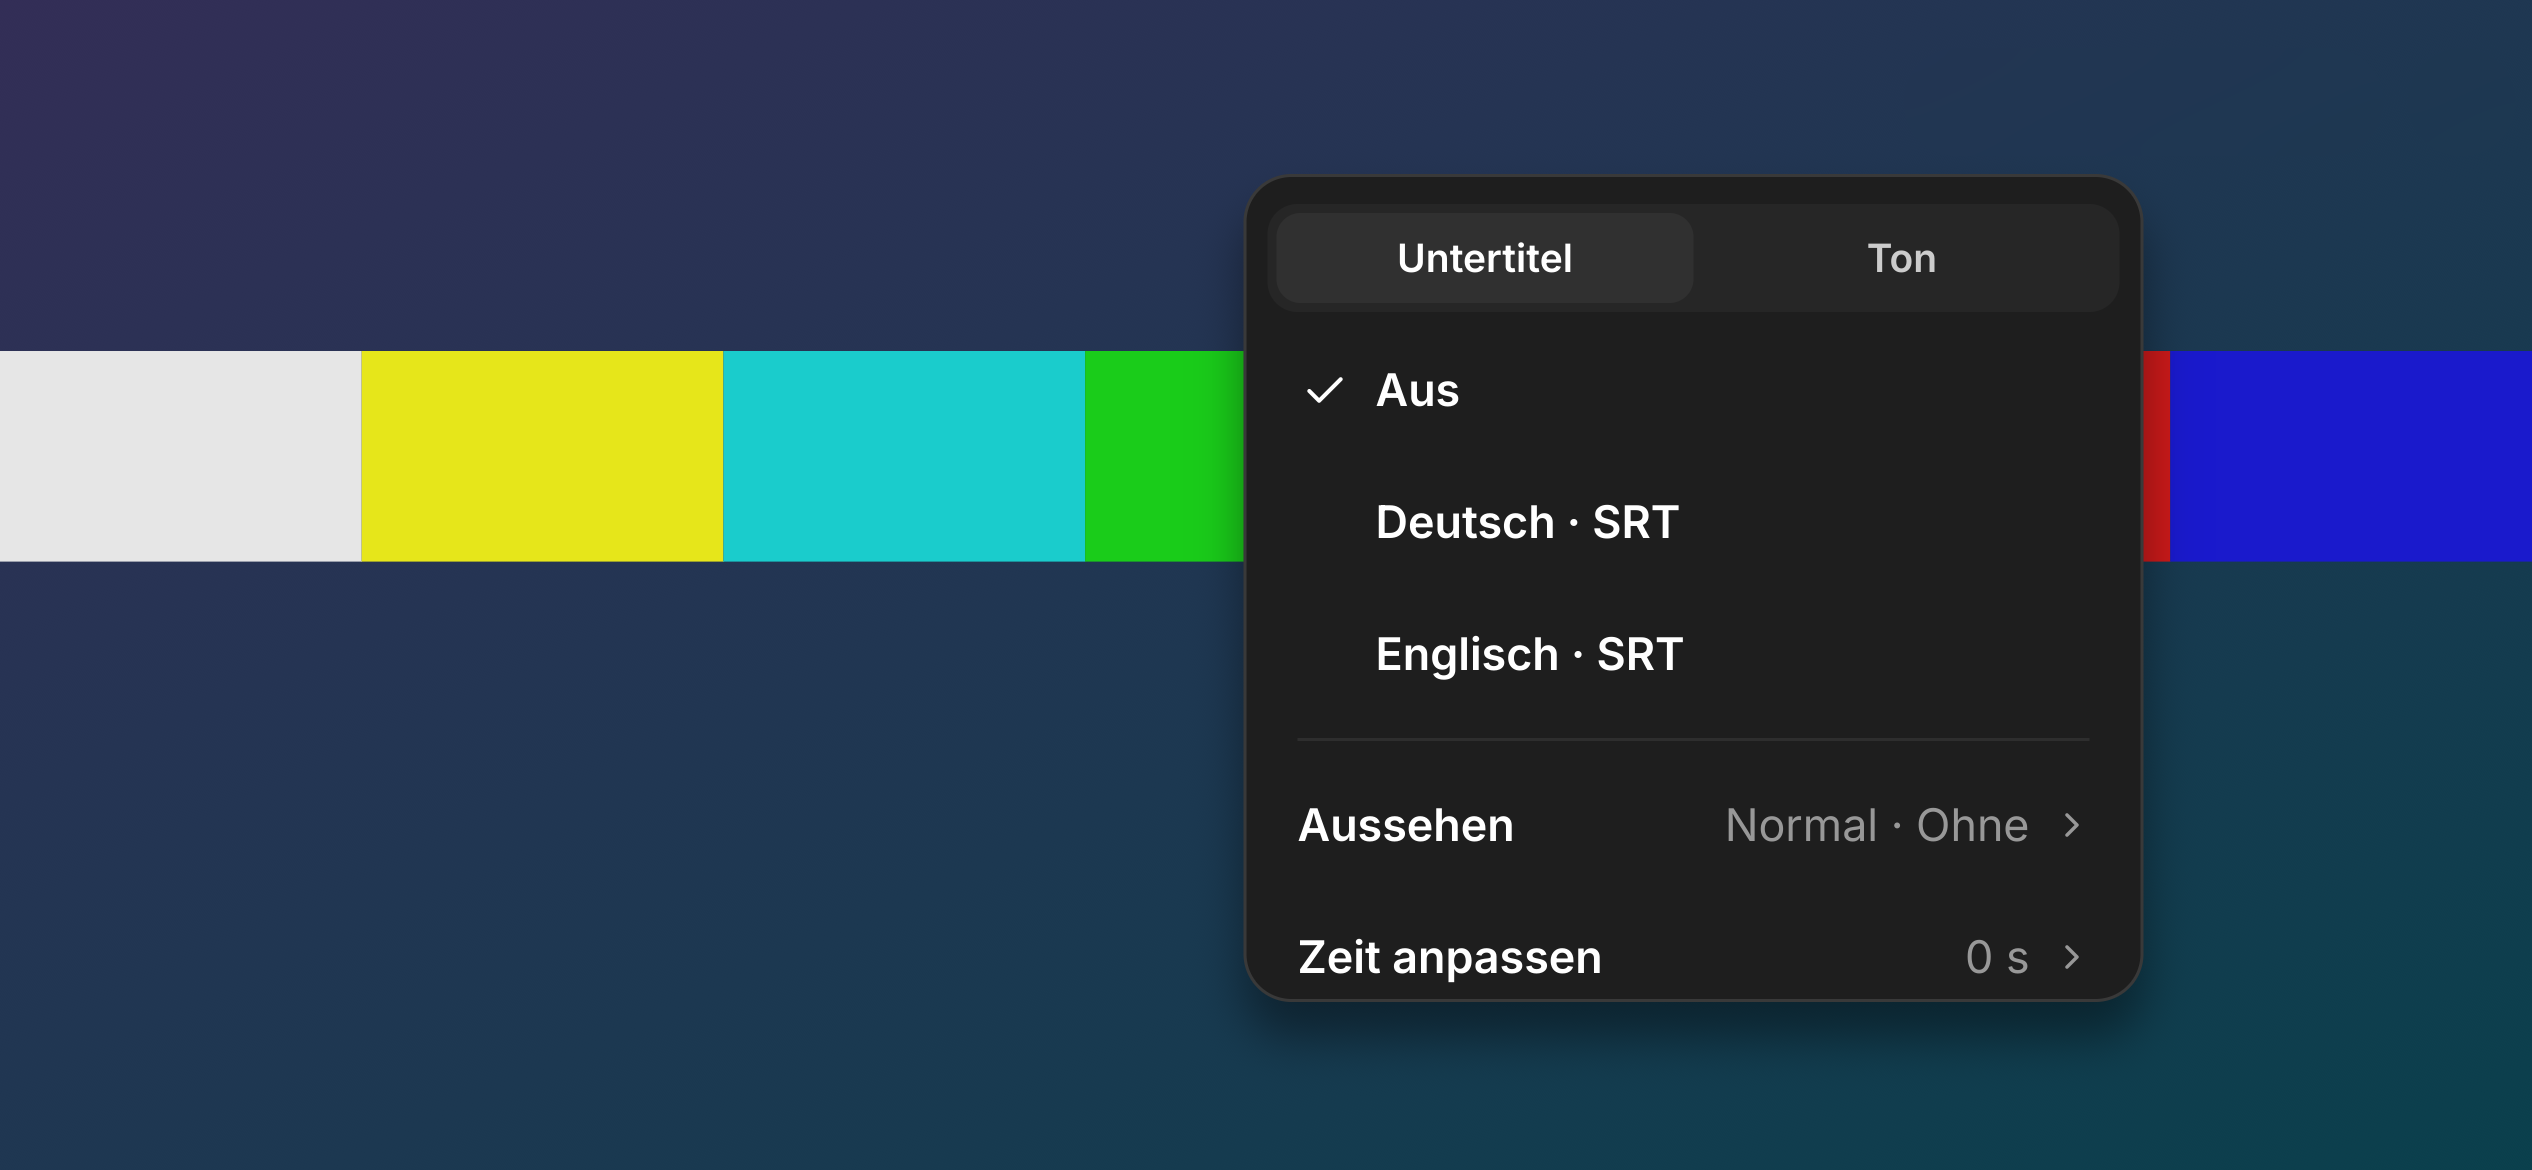 Untertitel Ton
Aus
Deutsch · SRT
Englisch · SRT
Aussehen Normal · Ohne
Zeit anpassen 0 s